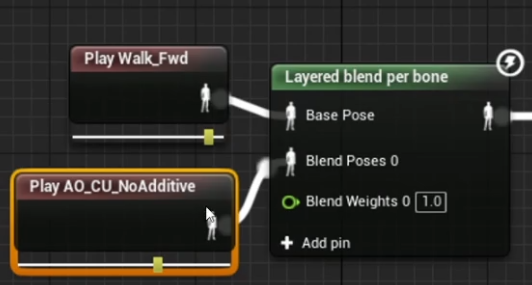 Play Walk_Fwd
Layered blend per bone
Base Pose
Blend Poses 0
Play AO_CU_NoAdditive
Blend Weights 0 1.0
Add pin